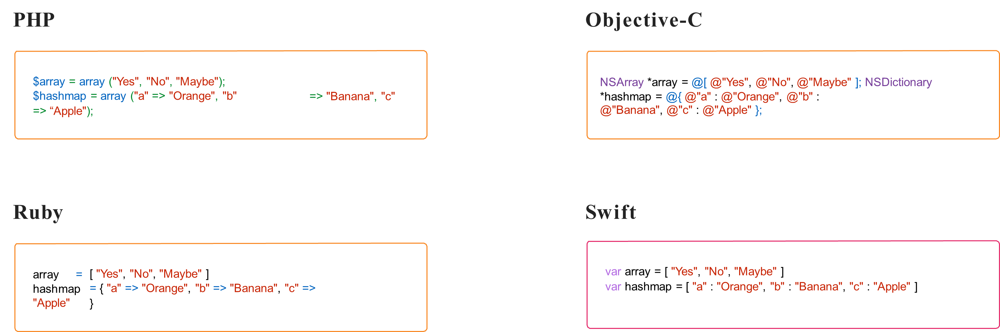 PHP
$array = array ("Yes", "No", "Maybe");
$hashmap = array ("a" => "Orange", "b" => "Banana", "c"
=> “Apple");
Objective-C
NSArray *array = @[ @"Yes", @"No", @"Maybe" ]; NSDictionary
*hashmap = @{ @"a" : @"Orange", @"b" :
@"Banana", @"c" : @"Apple" };
Ruby
array = [ "Yes", "No", "Maybe" ]
hashmap = { "a" => "Orange", "b" => "Banana", "c" =>
"Apple" }
Swift
var array = [ "Yes", "No", "Maybe" ]
var hashmap = [ "a" : "Orange", "b" : "Banana", "c" : "Apple" ]